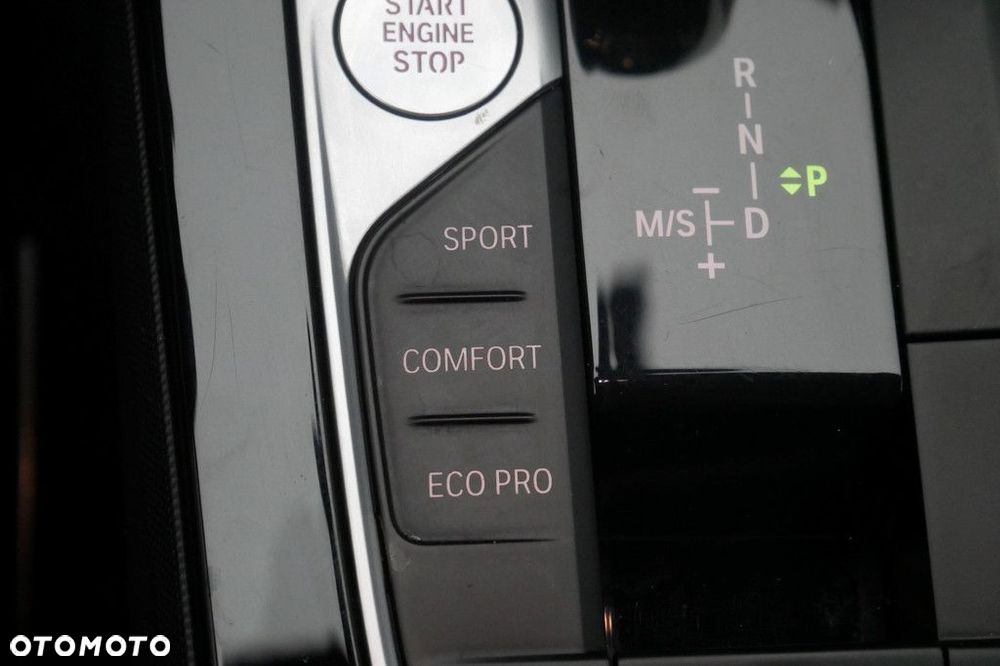 START
ENGINE
STOP
R
N
P
M/S
D
SPORT
COMFORT
ECO PRO
OTOMOTO